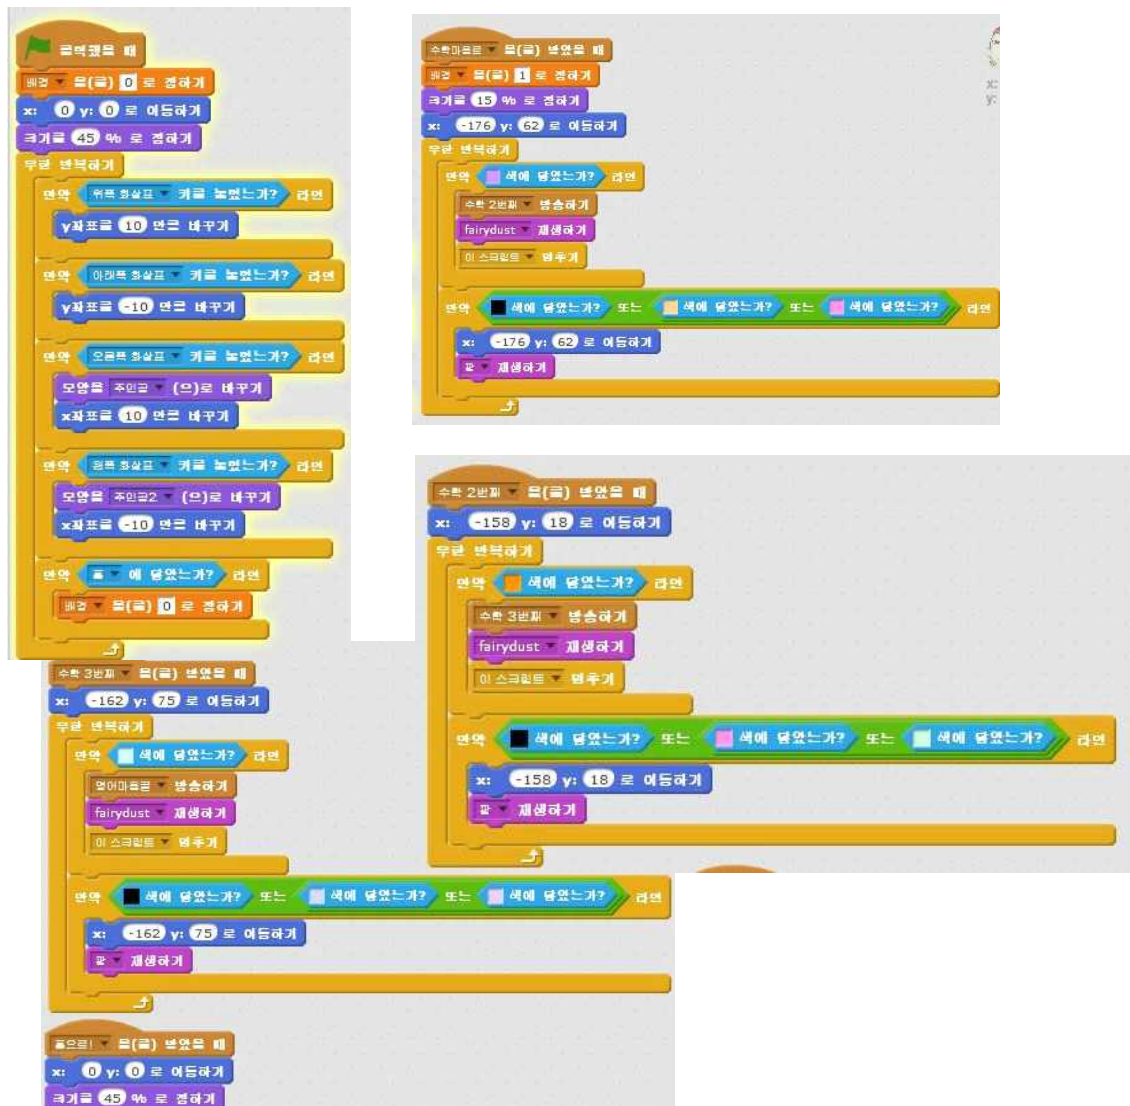 클릭했을 때
배경 을(를) 0 로 정하기
x: 0 y: 0 로 이동하기
크기를 45 % 로 정하기
무한 반복하기
만약 위쪽 화살표 키를 눌렀는가? 라면
y좌표를 10 만큼 바꾸기
만약 아래쪽 화살표 키를 눌렀는가? 라면
y좌표를 -10 만큼 바꾸기
만약 오른쪽 화살표 키를 눌렀는가? 라면
모양을 주인공 (으)로 바꾸기
x좌표를 10 만큼 바꾸기
만약 왼쪽 화살표 키를 눌렀는가? 라면
모양을 주인공2 (으)로 바꾸기
x좌표를 -10 만큼 바꾸기
만약 홈 에 닿았는가? 라면
배경 을(를) 0 로 정하기
수학마을로 을(를) 받았을 때
배경 을(를) 1 로 정하기
크기를 15 % 로 정하기
x: -176 y: 62 로 이동하기
무한 반복하기
만약 색에 닿았는가? 라면
수학 2번째 방송하기
fairydust 재생하기
이 스크립트 멈추기
만약 색에 닿았는가? 또는 색에 닿았는가? 또는 색에 닿았는가? 라면
x: -176 y: 62 로 이동하기
팝 재생하기
x:
y:
수학 2번째 을(를) 받았을 때
x: -158 y: 18 로 이동하기
무한 반복하기
만약 색에 닿았는가? 라면
수학 3번째 방송하기
fairydust 재생하기
이 스크립트 멈추기
만약 색에 닿았는가? 또는 색에 닿았는가? 또는 색에 닿았는가? 라면
x: -158 y: 18 로 이동하기
팝 재생하기
수학 3번째 을(를) 받았을 때
x: -162 y: 75 로 이동하기
무한 반복하기
만약 색에 닿았는가? 라면
영어마을로 방송하기
fairydust 재생하기
이 스크립트 멈추기
만약 색에 닿았는가? 또는 색에 닿았는가? 또는 색에 닿았는가? 라면
x: -162 y: 75 로 이동하기
팝 재생하기
홈으로! 을(를) 받았을 때
x: 0 y: 0 로 이동하기
크기를 45 % 로 정하기